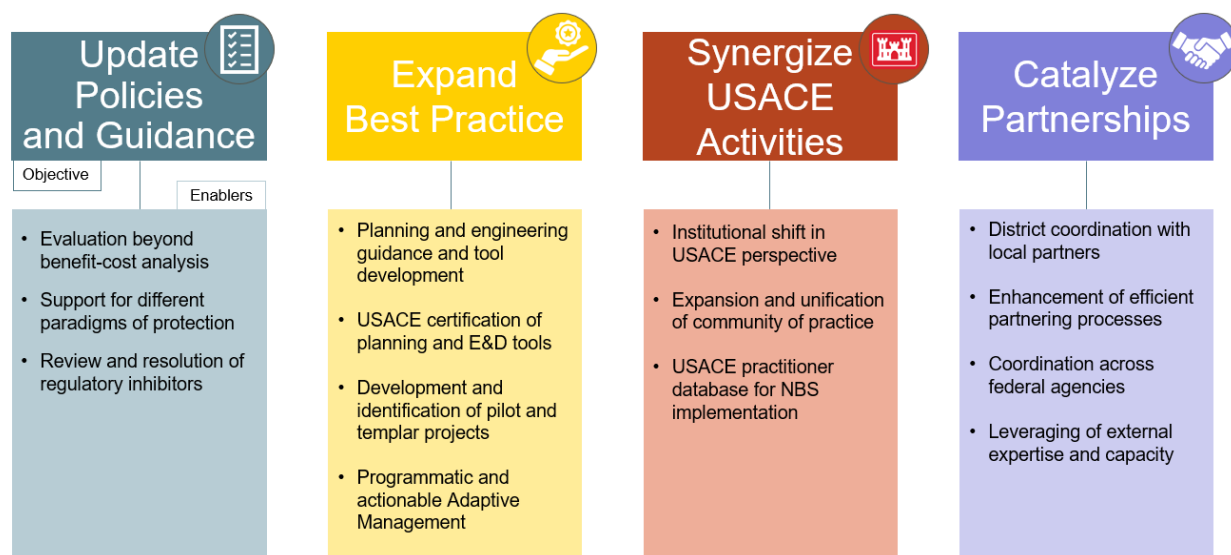 Update
Policies
and Guidance
Objective
Enablers
• Evaluation beyond
benefit-cost analysis
• Support for different
paradigms of protection
• Review and resolution of
regulatory inhibitors
Expand
Best Practice
• Planning and engineering
guidance and tool
development
• USACE certification of
planning and E&D tools
• Development and
identification of pilot and
templar projects
• Programmatic and
actionable Adaptive
Management
Synergize
USACE
Activities
• Institutional shift in
USACE perspective
• Expansion and unification
of community of practice
• USACE practitioner
database for NBS
implementation
Catalyze
Partnerships
• District coordination with
local partners
• Enhancement of efficient
partnering processes
• Coordination across
federal agencies
• Leveraging of external
expertise and capacity